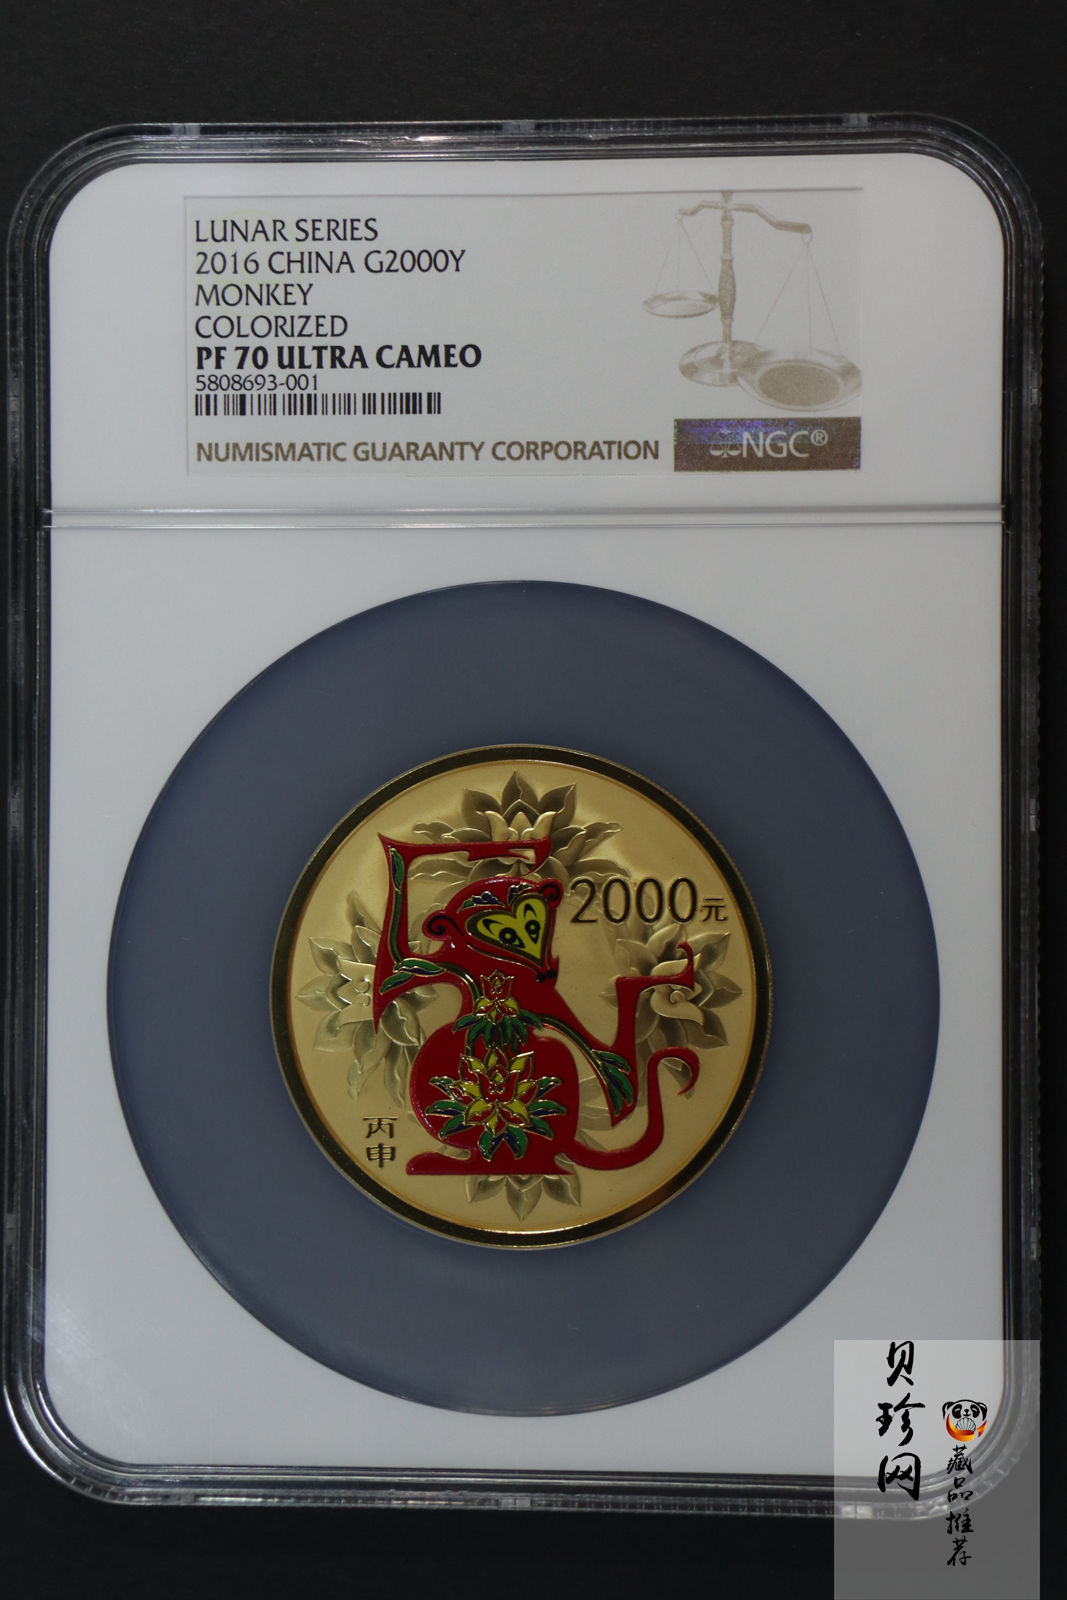 LUNAR SERIES
2016 CHINA G2000Y
MONKEY
COLORIZED
PF 70 ULTRA CAMEO
5808693-001
NUMISMATIC GUARANTY CORPORATION
NGC®
2000元
丙申
贝珍网
藏品推荐